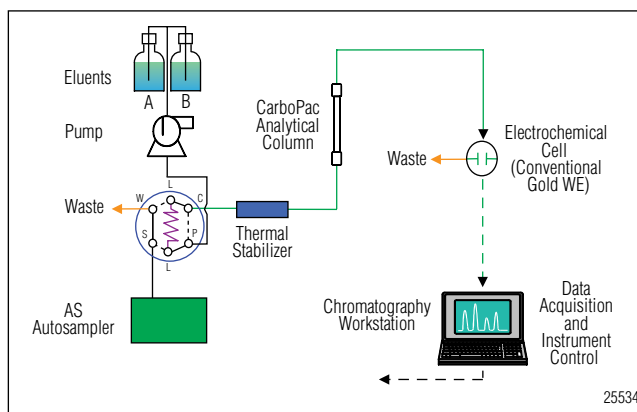 Eluents
A
B
Pump
CarboPac
Analytical
Column
Waste
Electrochemical
Cell
(Conventional
Gold WE)
L
W
C
Waste
S
P
L
Thermal
Stabilizer
AS
Autosampler
Chromatography
Workstation
Data
Acquisition
and
Instrument
Control
25534